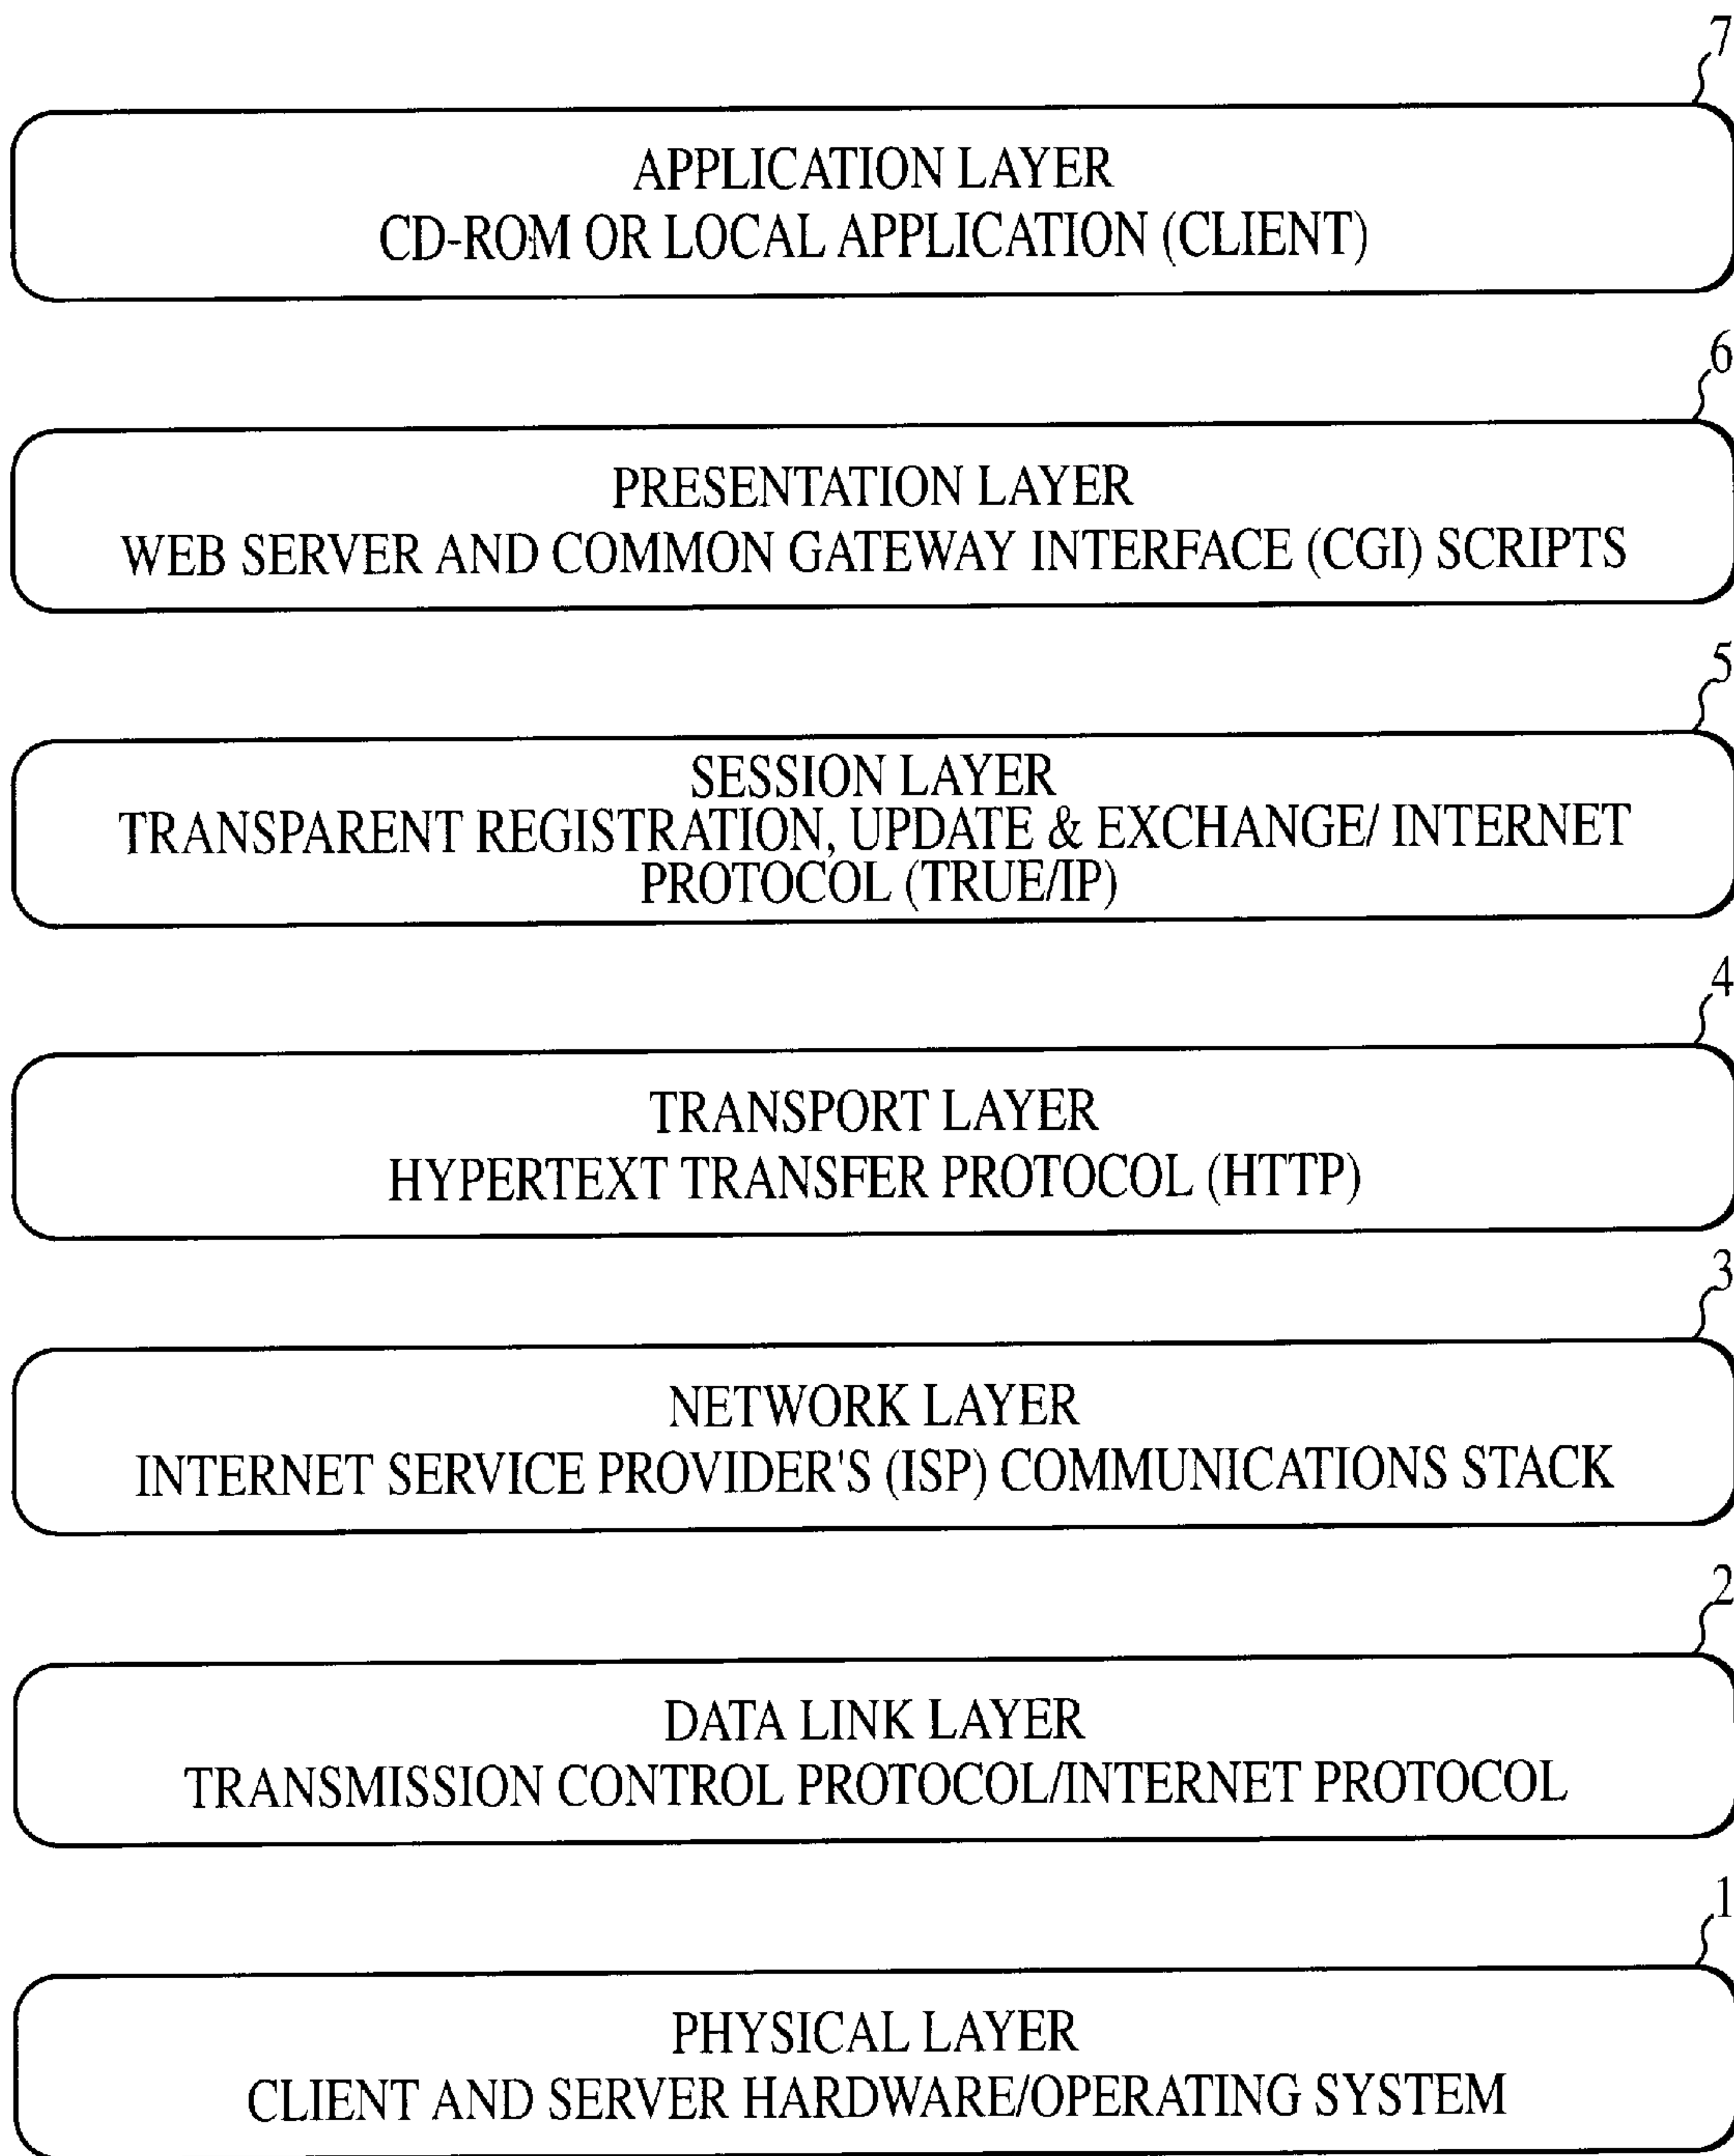 7
APPLICATION LAYER
CD-ROM OR LOCAL APPLICATION (CLIENT)
6
PRESENTATION LAYER
WEB SERVER AND COMMON GATEWAY INTERFACE (CGI) SCRIPTS
5
SESSION LAYER
TRANSPARENT REGISTRATION, UPDATE & EXCHANGE/ INTERNET
PROTOCOL (TRUE/IP)
4
TRANSPORT LAYER
HYPERTEXT TRANSFER PROTOCOL (HTTP)
3
NETWORK LAYER
INTERNET SERVICE PROVIDER'S (ISP) COMMUNICATIONS STACK
2
DATA LINK LAYER
TRANSMISSION CONTROL PROTOCOL/INTERNET PROTOCOL
1
PHYSICAL LAYER
CLIENT AND SERVER HARDWARE/OPERATING SYSTEM